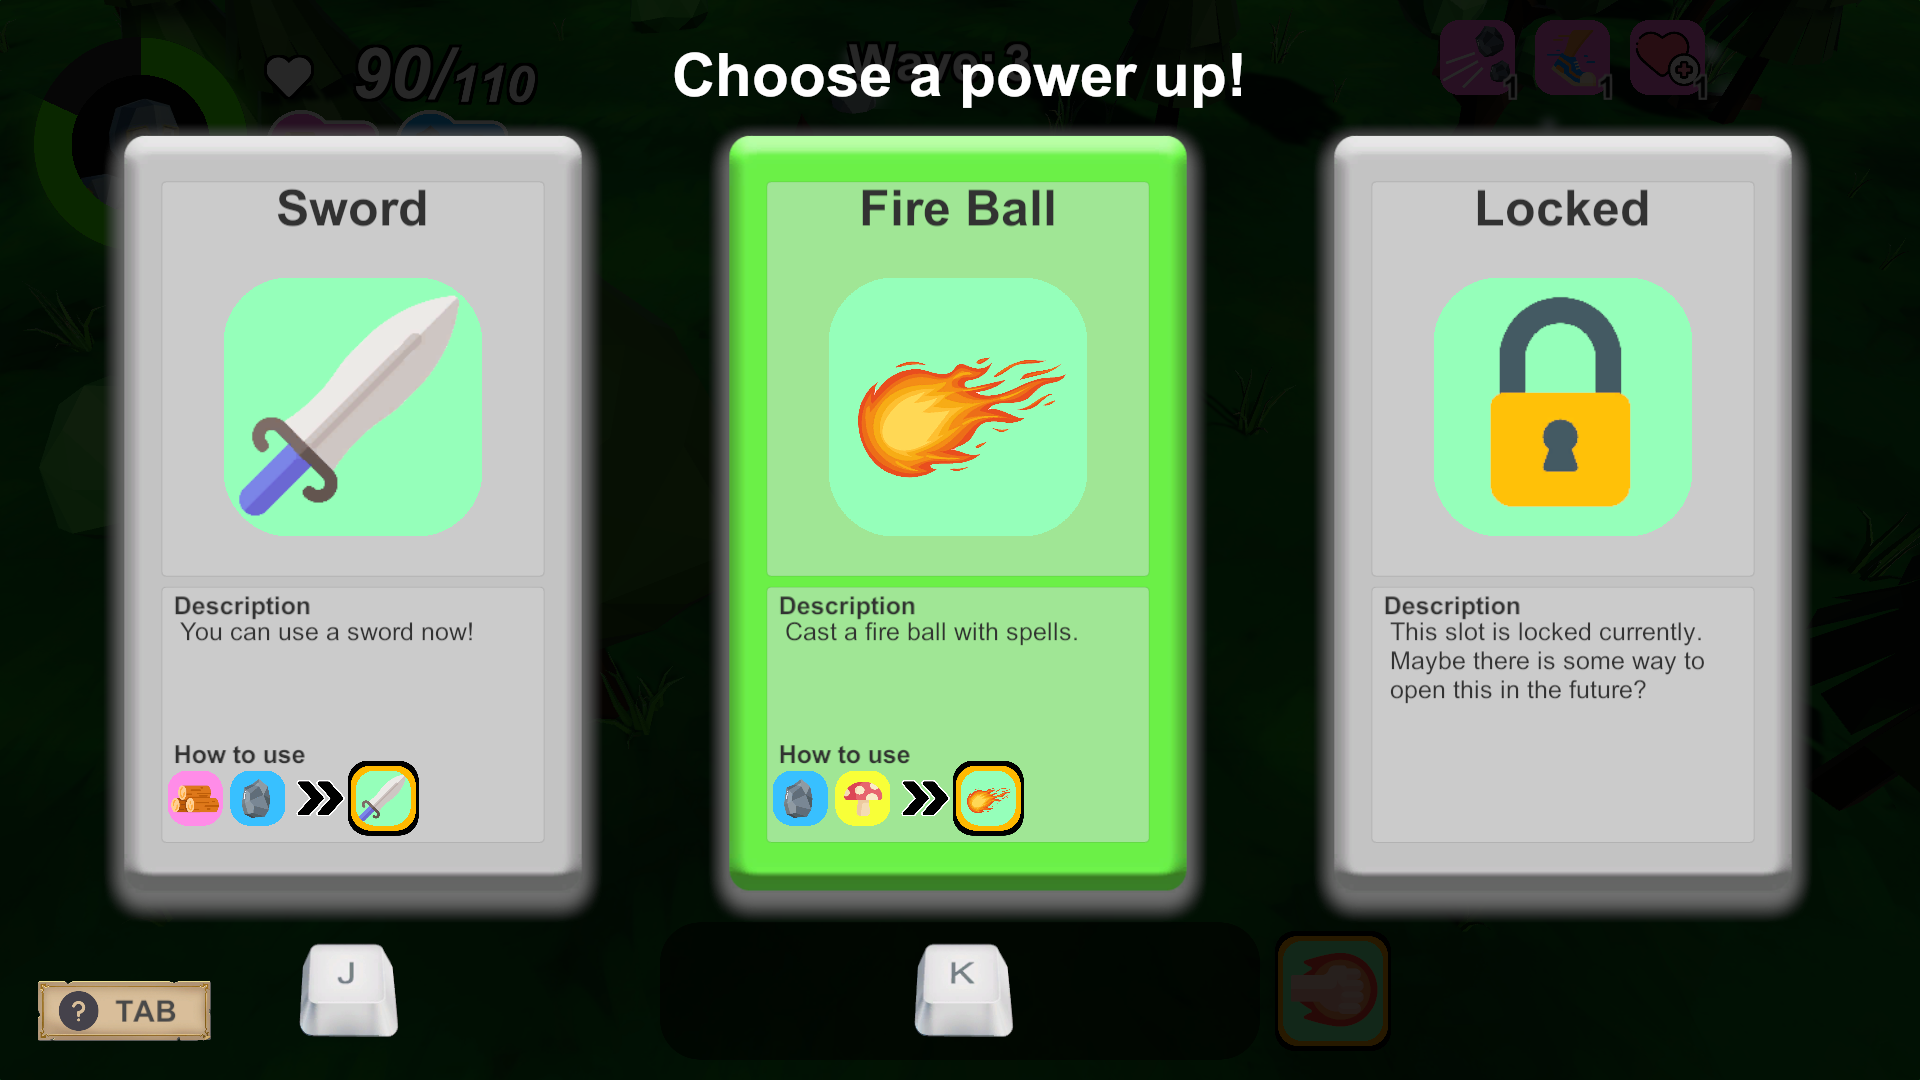 90/110
Wave: 3
Choose a power up!
1
1
1
Sword
Description
You can use a sword now!
How to use
Fire Ball
Description
Cast a fire ball with spells.
How to use
Locked
Description
This slot is locked currently.
Maybe there is some way to
open this in the future?
? TAB
J
K